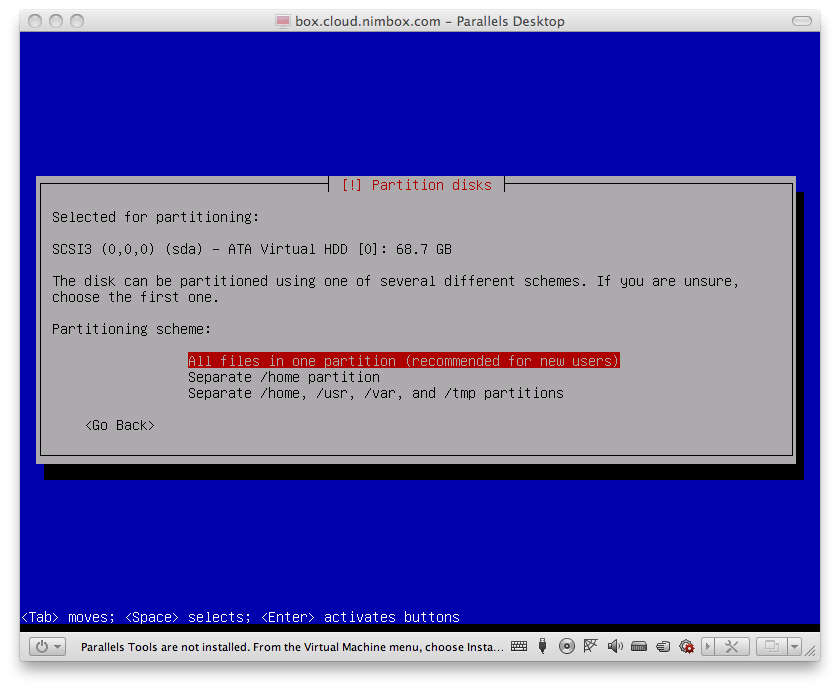 box.cloud.nimbox.com – Parallels Desktop
[!] Partition disks
Selected for partitioning:
SCSI3 (0,0,0) (sda) - ATA Virtual HDD [0]: 68.7 GB
The disk can be partitioned using one of several different schemes. If you are unsure,
choose the first one.
Partitioning scheme:
All files in one partition (recommended for new users)
Separate /home partition
Separate /home, /usr, /var, and /tmp partitions
<Go Back>
<Tab> moves; <Space> selects; <Enter> activates buttons
Parallels Tools are not installed. From the Virtual Machine menu, choose Insta...